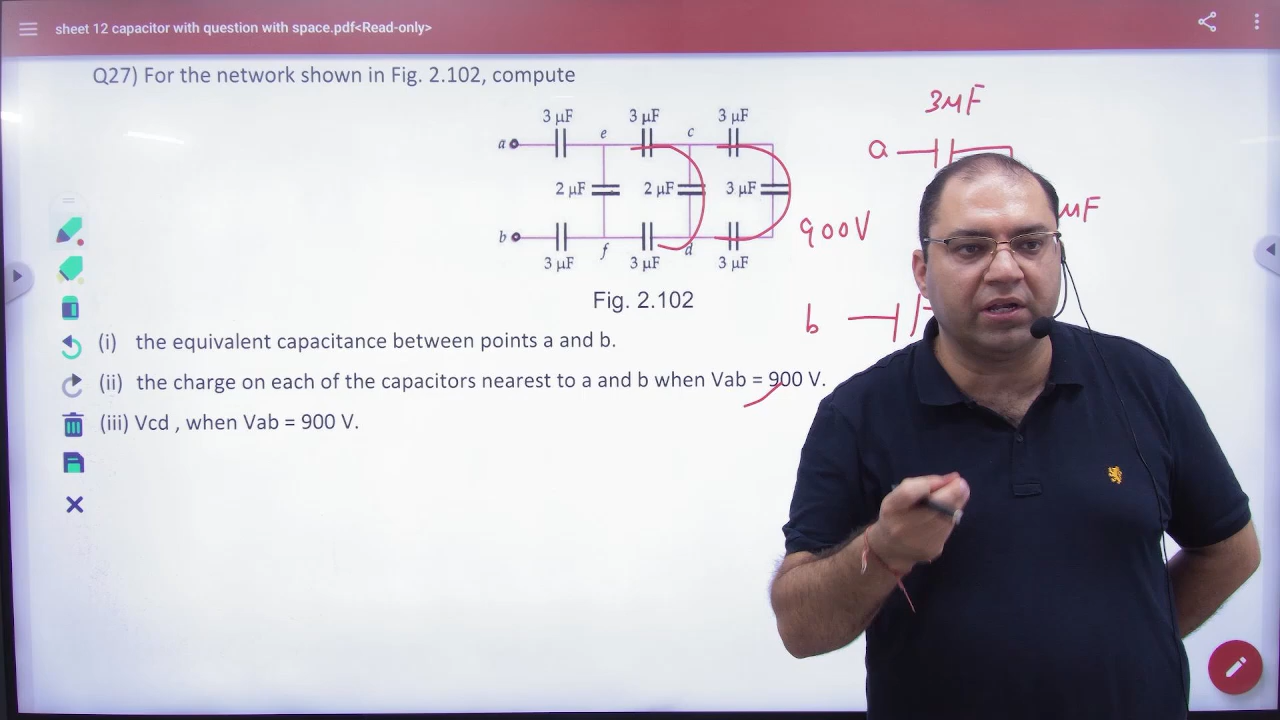 sheet 12 capacitor with question with space.pdf<Read-only>
Q27) For the network shown in Fig. 2.102, compute
3 μF 3 μF 3 μF
a e c
2 μF 2 μF 3 μF
b f d
3 μF 3 μF 3 μF
Fig. 2.102
3μF
a
μF
900V
b
(i) the equivalent capacitance between points a and b.
(ii) the charge on each of the capacitors nearest to a and b when Vab = 900 V.
(iii) Vcd , when Vab = 900 V.